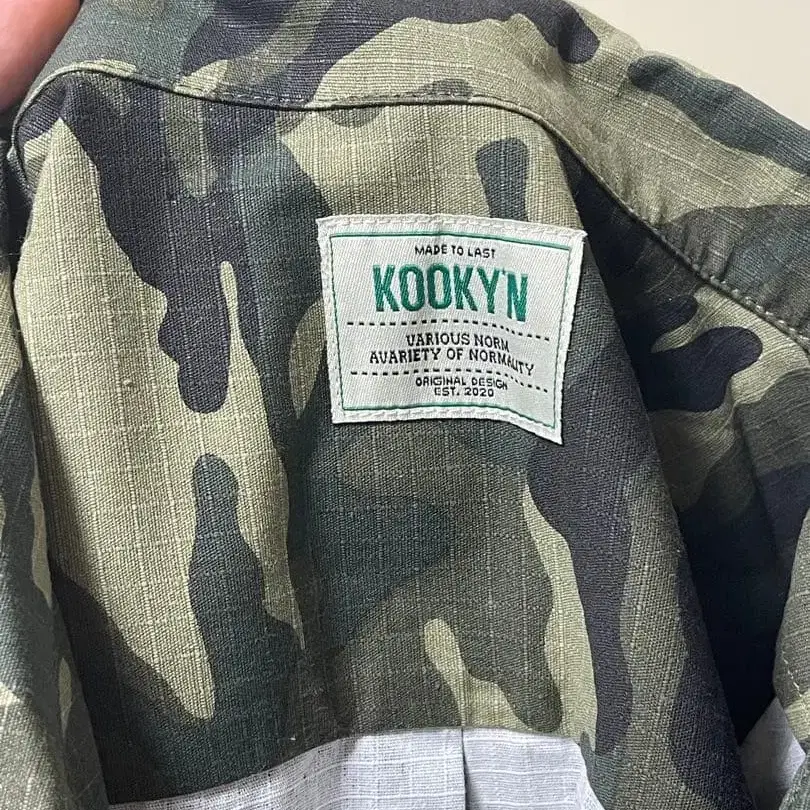 MADE TO LAST
KOOKY'N
VARIOUS NORM
AVARIETY OF NORMALITY
ORIGINAL DESIGN
EST. 2020